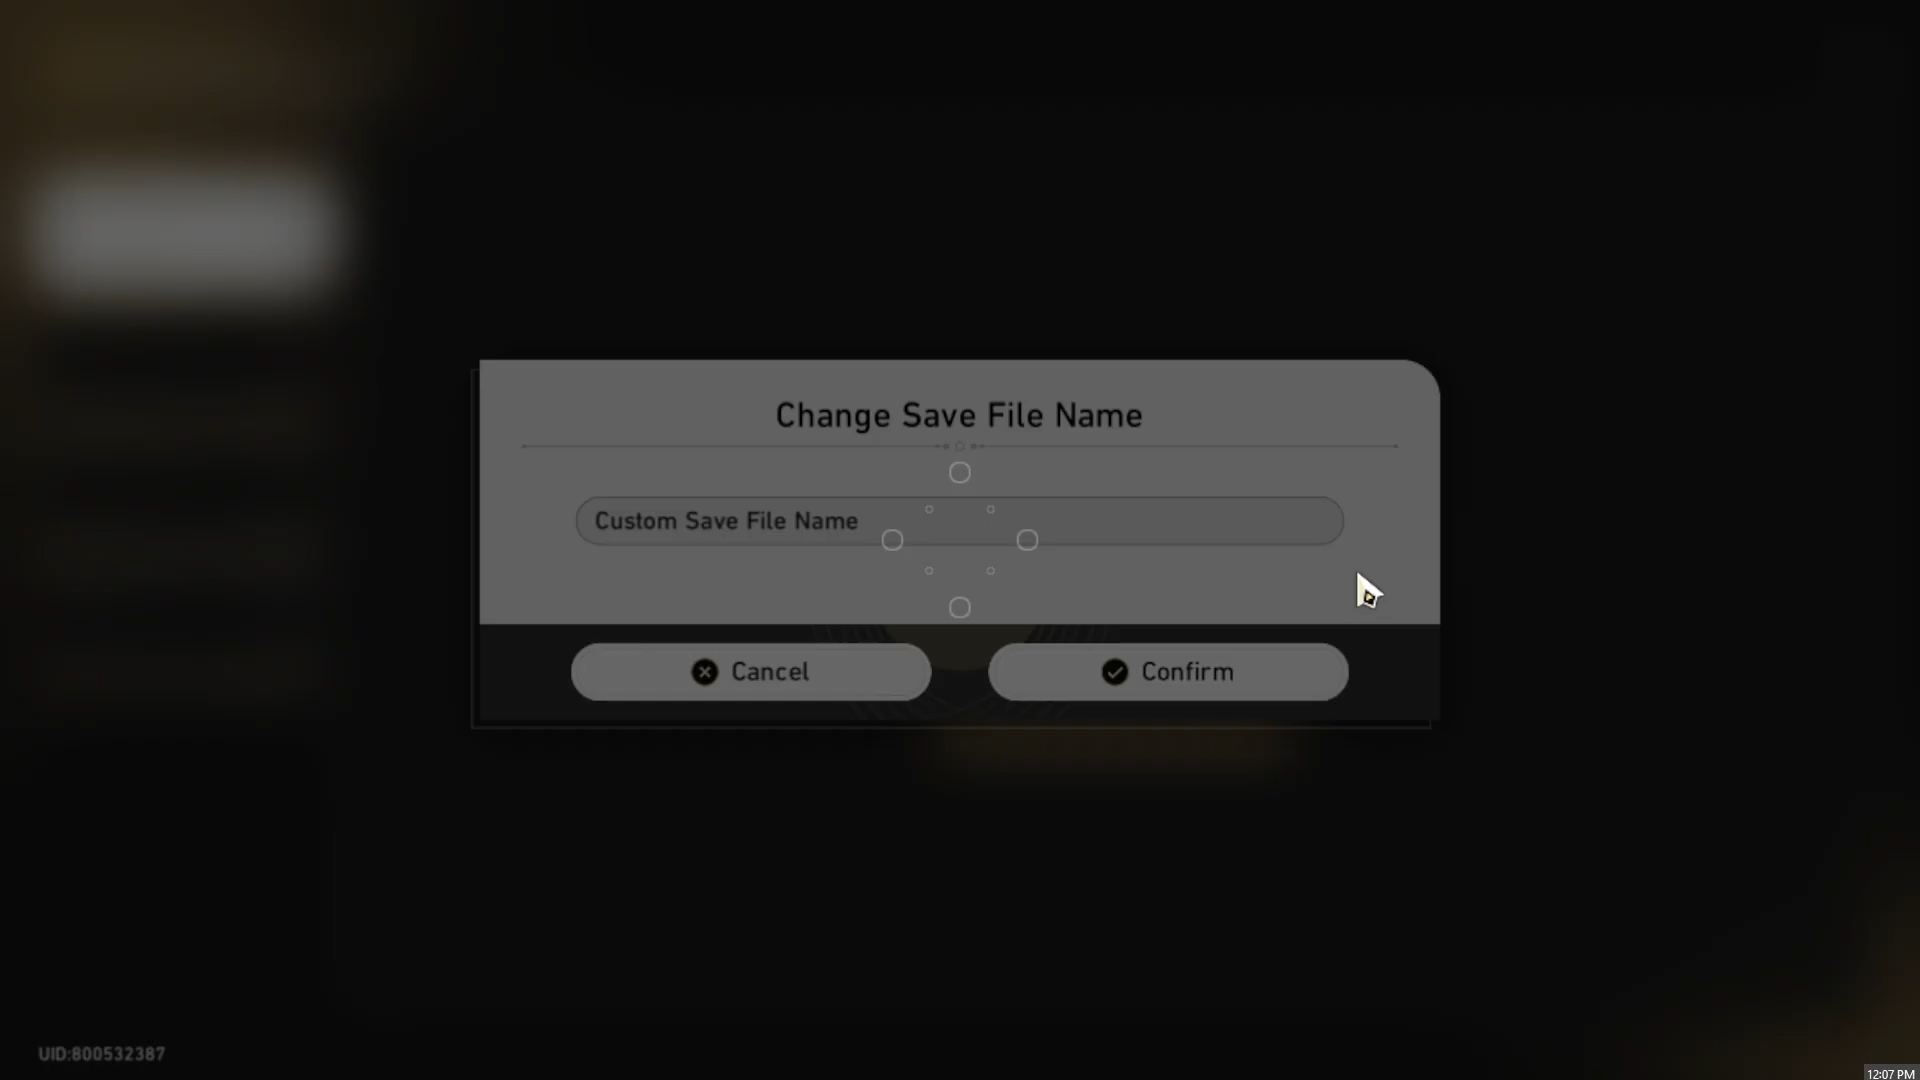 Change Save File Name
Custom Save File Name
Cancel
Confirm
UID:800532387
12:07 PM